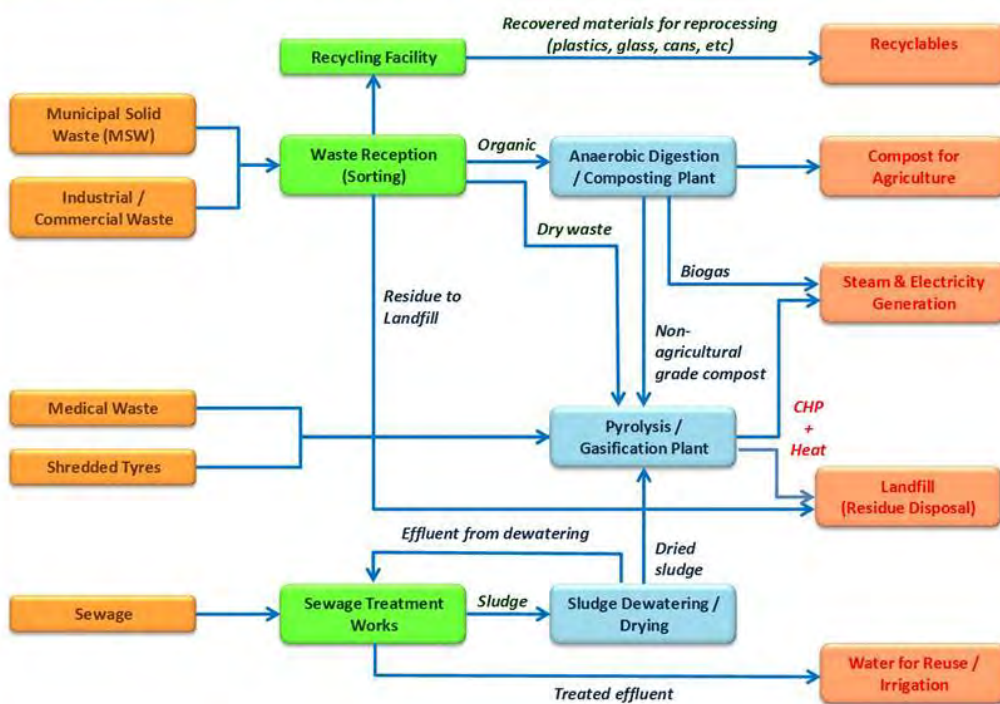 Recovered materials for reprocessing
(plastics, glass, cans, etc)
Recycling Facility
Recyclables
Municipal Solid
Waste (MSW)
Industrial /
Commercial Waste
Waste Reception
(Sorting)
Organic
Anaerobic Digestion
/ Composting Plant
Compost for
Agriculture
Dry waste
Biogas
Steam & Electricity
Generation
Residue to
Landfill
Non-
agricultural
grade compost
Medical Waste
Shredded Tyres
Pyrolysis /
Gasification Plant
CHP
+
Heat
Landfill
(Residue Disposal)
Effluent from dewatering
Dried
sludge
Sewage
Sewage Treatment
Works
Sludge
Sludge Dewatering /
Drying
Treated effluent
Water for Reuse /
Irrigation